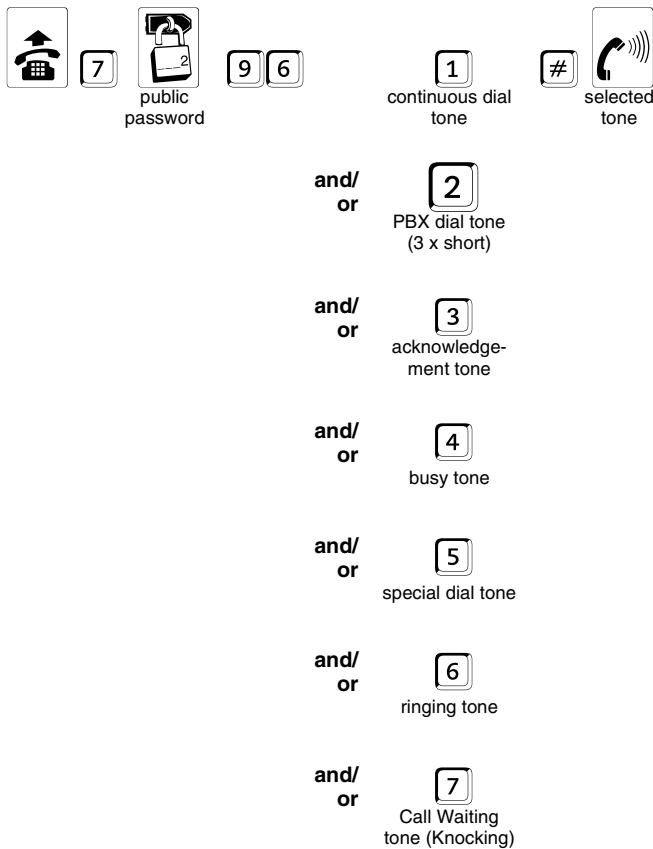 7
2
9 6
1
#
public
password
continuous dial
tone
selected
tone
and/
or
2
PBX dial tone
(3 x short)
and/
or
3
acknowledge-
ment tone
and/
or
4
busy tone
and/
or
5
special dial tone
and/
or
6
ringing tone
and/
or
7
Call Waiting
tone (Knocking)